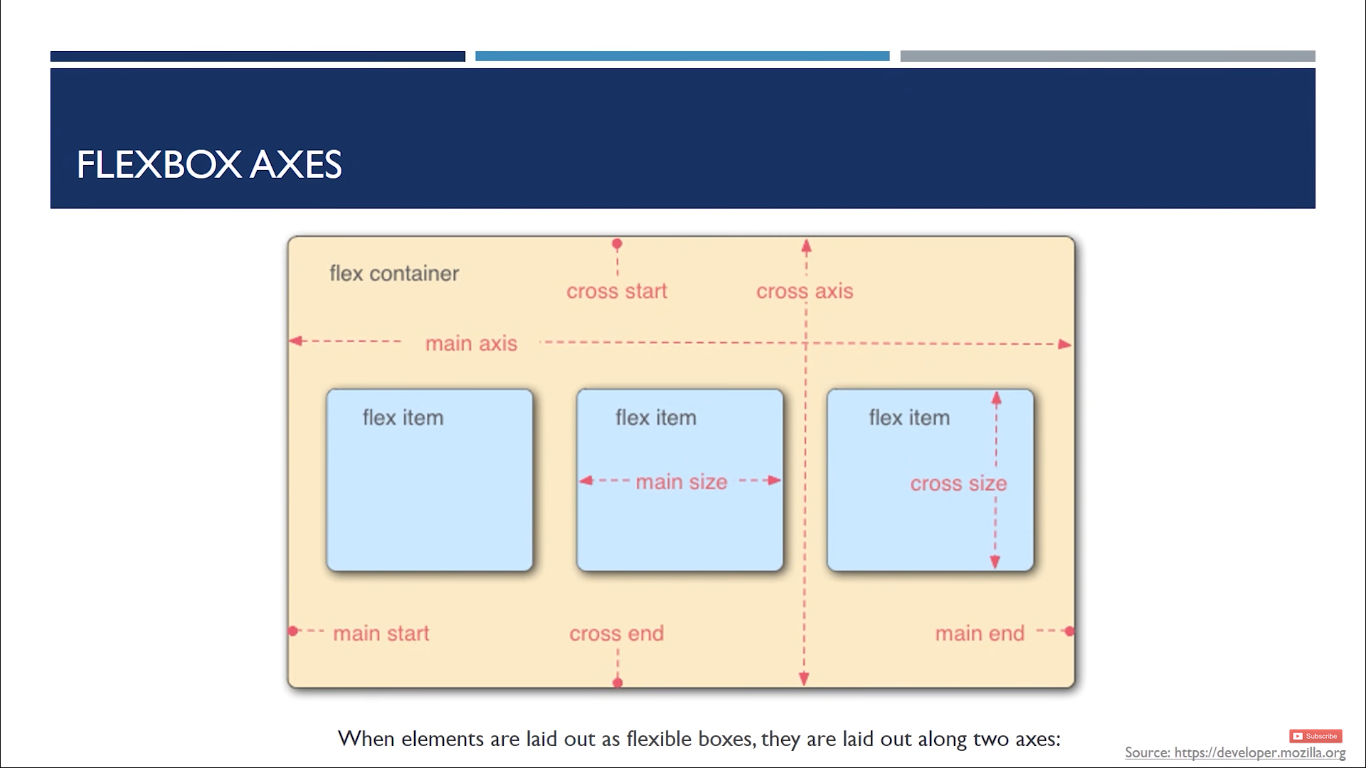 FLEXBOX AXES
flex container
cross start
cross axis
main axis
flex item
flex item
flex item
main size
cross size
main start
cross end
main end
When elements are laid out as flexible boxes, they are laid out along two axes:
Subscribe
Source: https://developer.mozilla.org